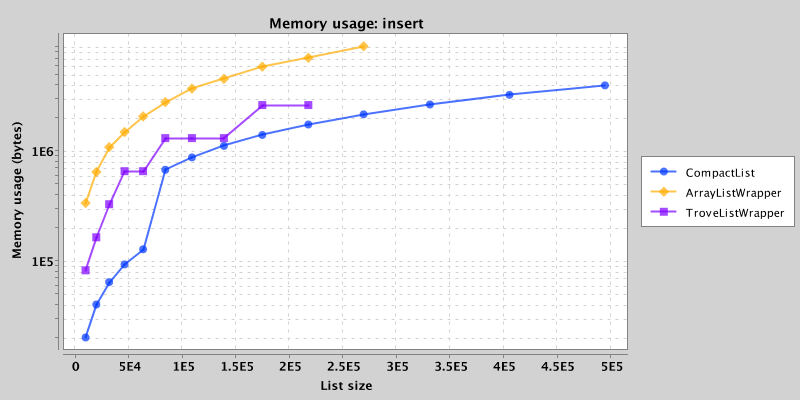 Memory usage: insert
Memory usage (bytes)
1E6
1E5
0 5E4 1E5 1.5E5 2E5 2.5E5 3E5 3.5E5 4E5 4.5E5 5E5
List size
CompactList
ArrayListWrapper
TroveListWrapper